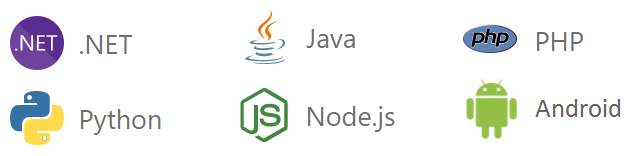 .NET .NET
Java
php PHP
Python
JS Node.js
Android